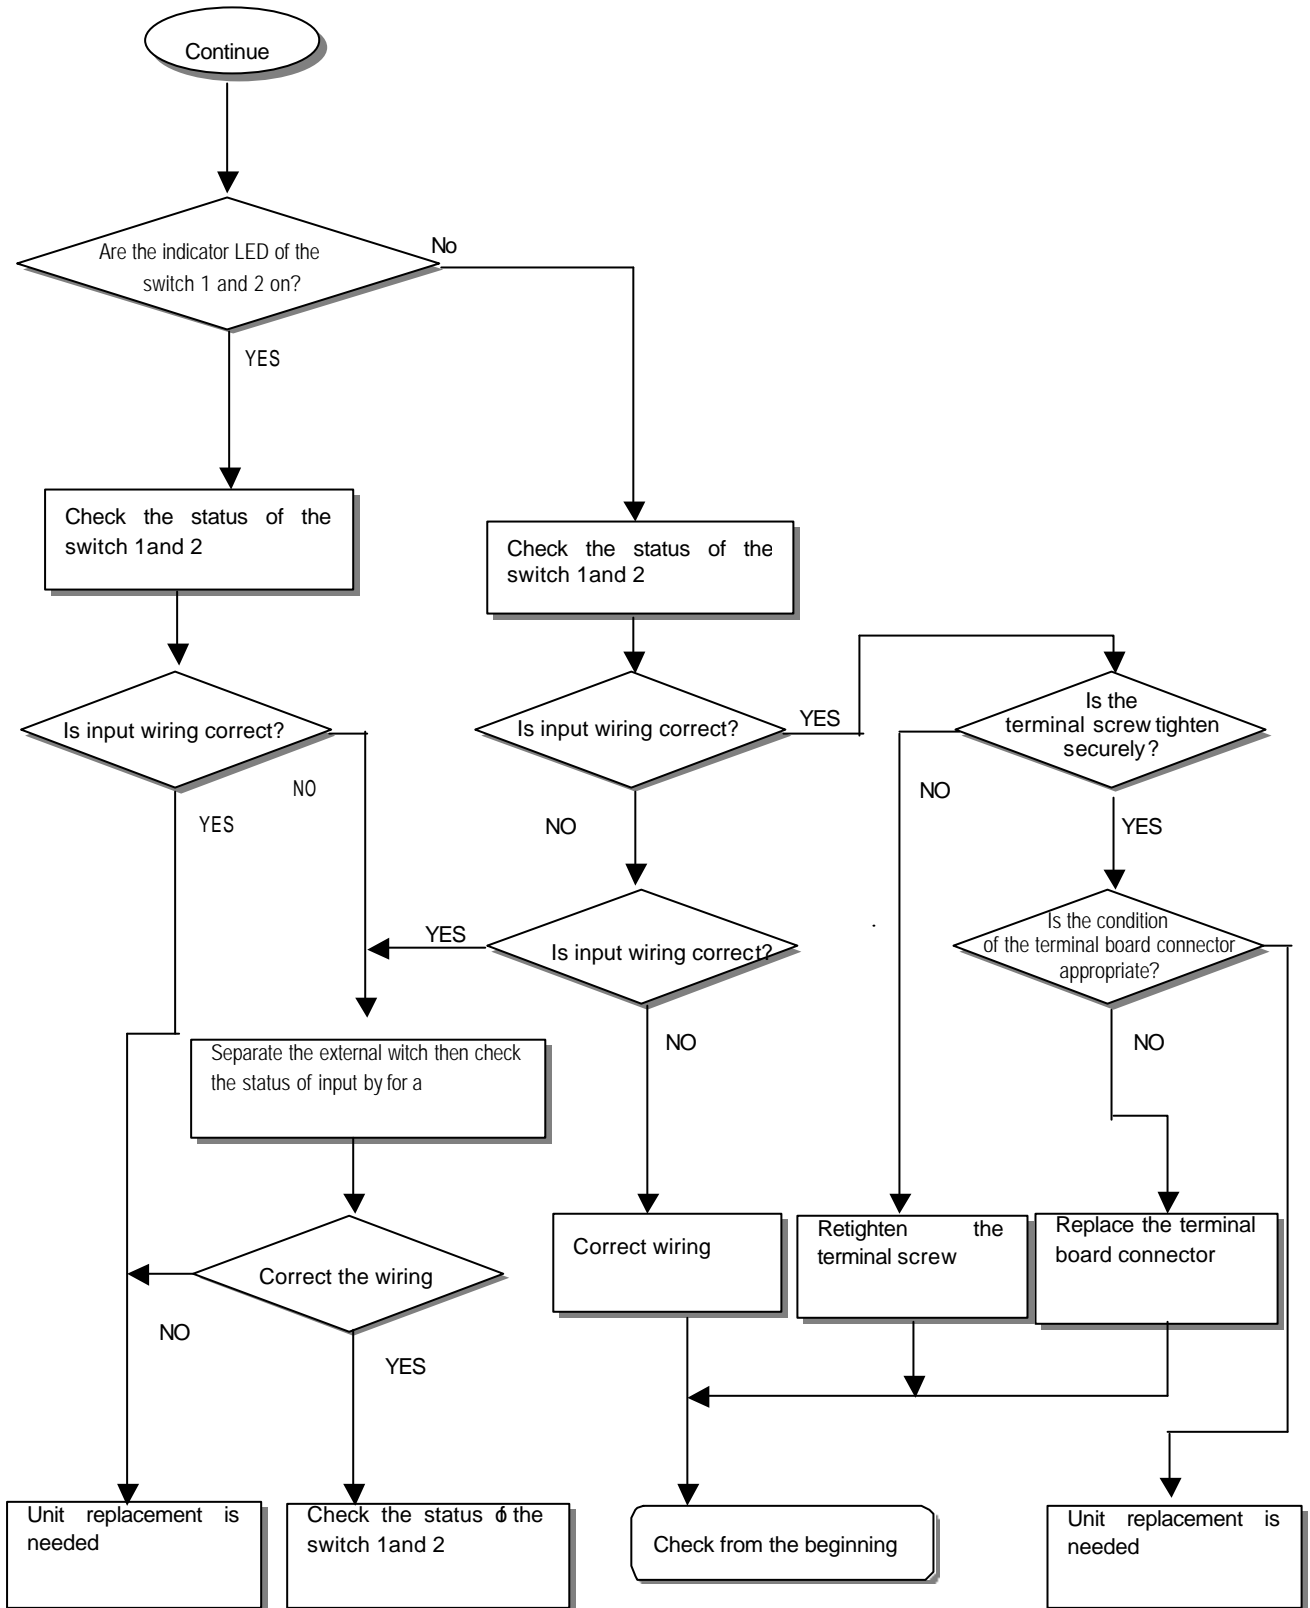 Continue
Are the indicator LED of the
switch 1 and 2 on?
No
YES
Check the status of the
switch 1and 2
Check the status of the
switch 1and 2
Is input wiring correct?
NO
YES
Is input wiring correct?
YES
NO
Is the
terminal screw tighten
securely?
NO
YES
Is input wiring correct?
YES
NO
Is the condition
of the terminal board connector
appropriate?
NO
Separate the external witch then check
the status of input by for a
Correct the wiring
NO
YES
Correct wiring
Retighten the
terminal screw
Replace the terminal
board connector
Unit replacement is
needed
Check the status of the
switch 1and 2
Check from the beginning
Unit replacement is
needed